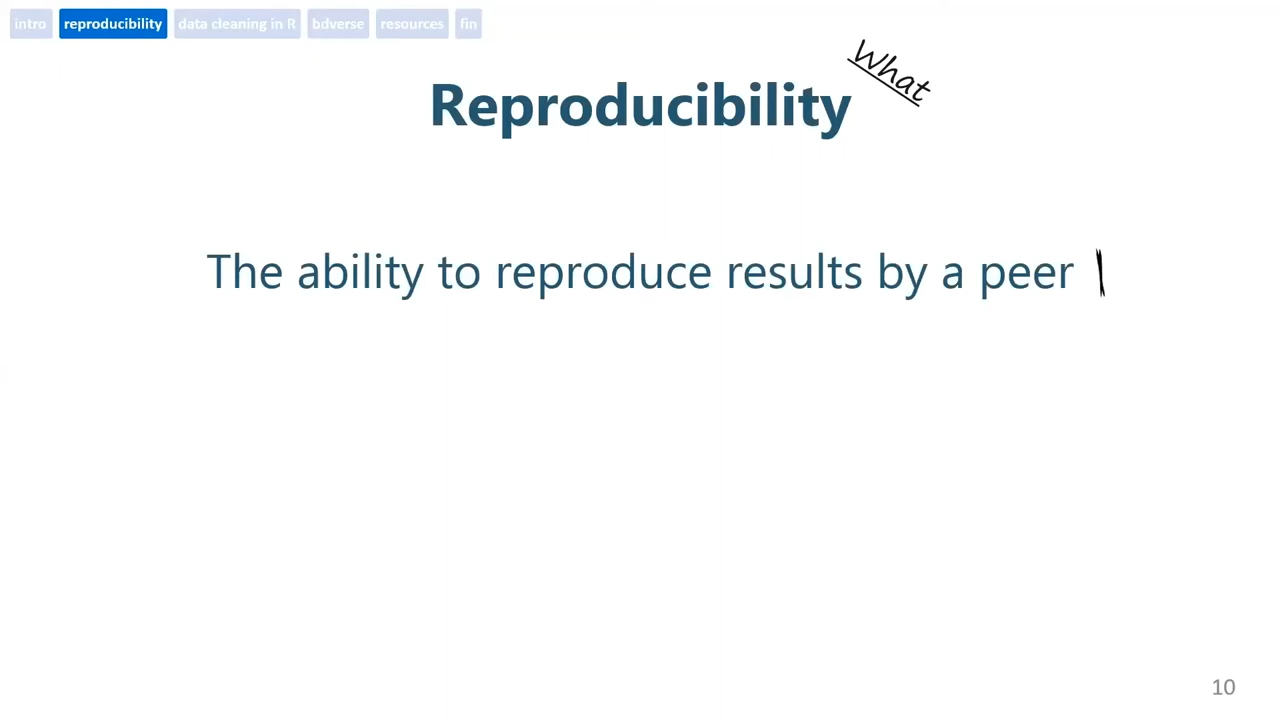 intro reproducibility data cleaning in R bdverse resources fin
What
Reproducibility
The ability to reproduce results by a peer
10